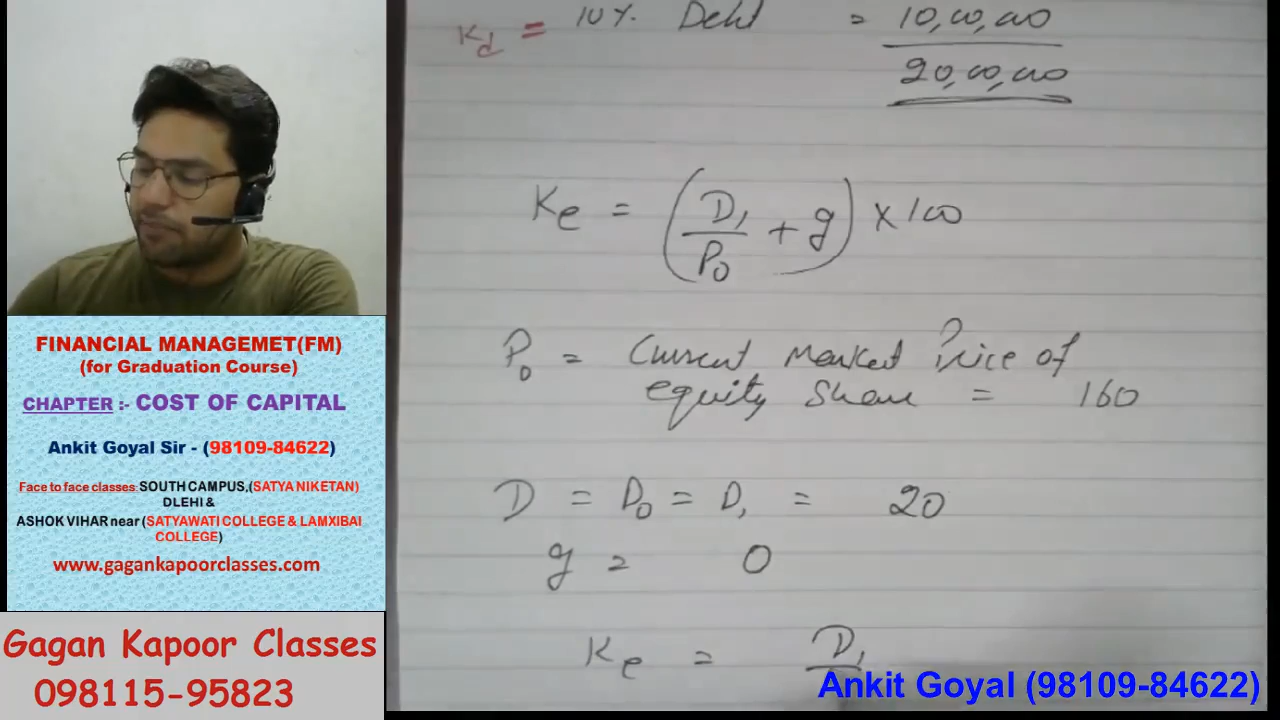 Kd = 10%. Debt = 10,00,000
20,00,000
Ke = (D1/P0 + g) × 100
P0 = Current Market Price of
equity Share = 160
D = D0 = D1 = 20
g = 0
Ke = D1
FINANCIAL MANAGEMET(FM)
(for Graduation Course)
CHAPTER :- COST OF CAPITAL
Ankit Goyal Sir - (98109-84622)
Face to face classes: SOUTH CAMPUS,(SATYA NIKETAN)
DLEHI &
ASHOK VIHAR near (SATYAWATI COLLEGE & LAMXIBAI
COLLEGE)
www.gagankapoorclasses.com
Gagan Kapoor Classes
098115-95823
Ankit Goyal (98109-84622)